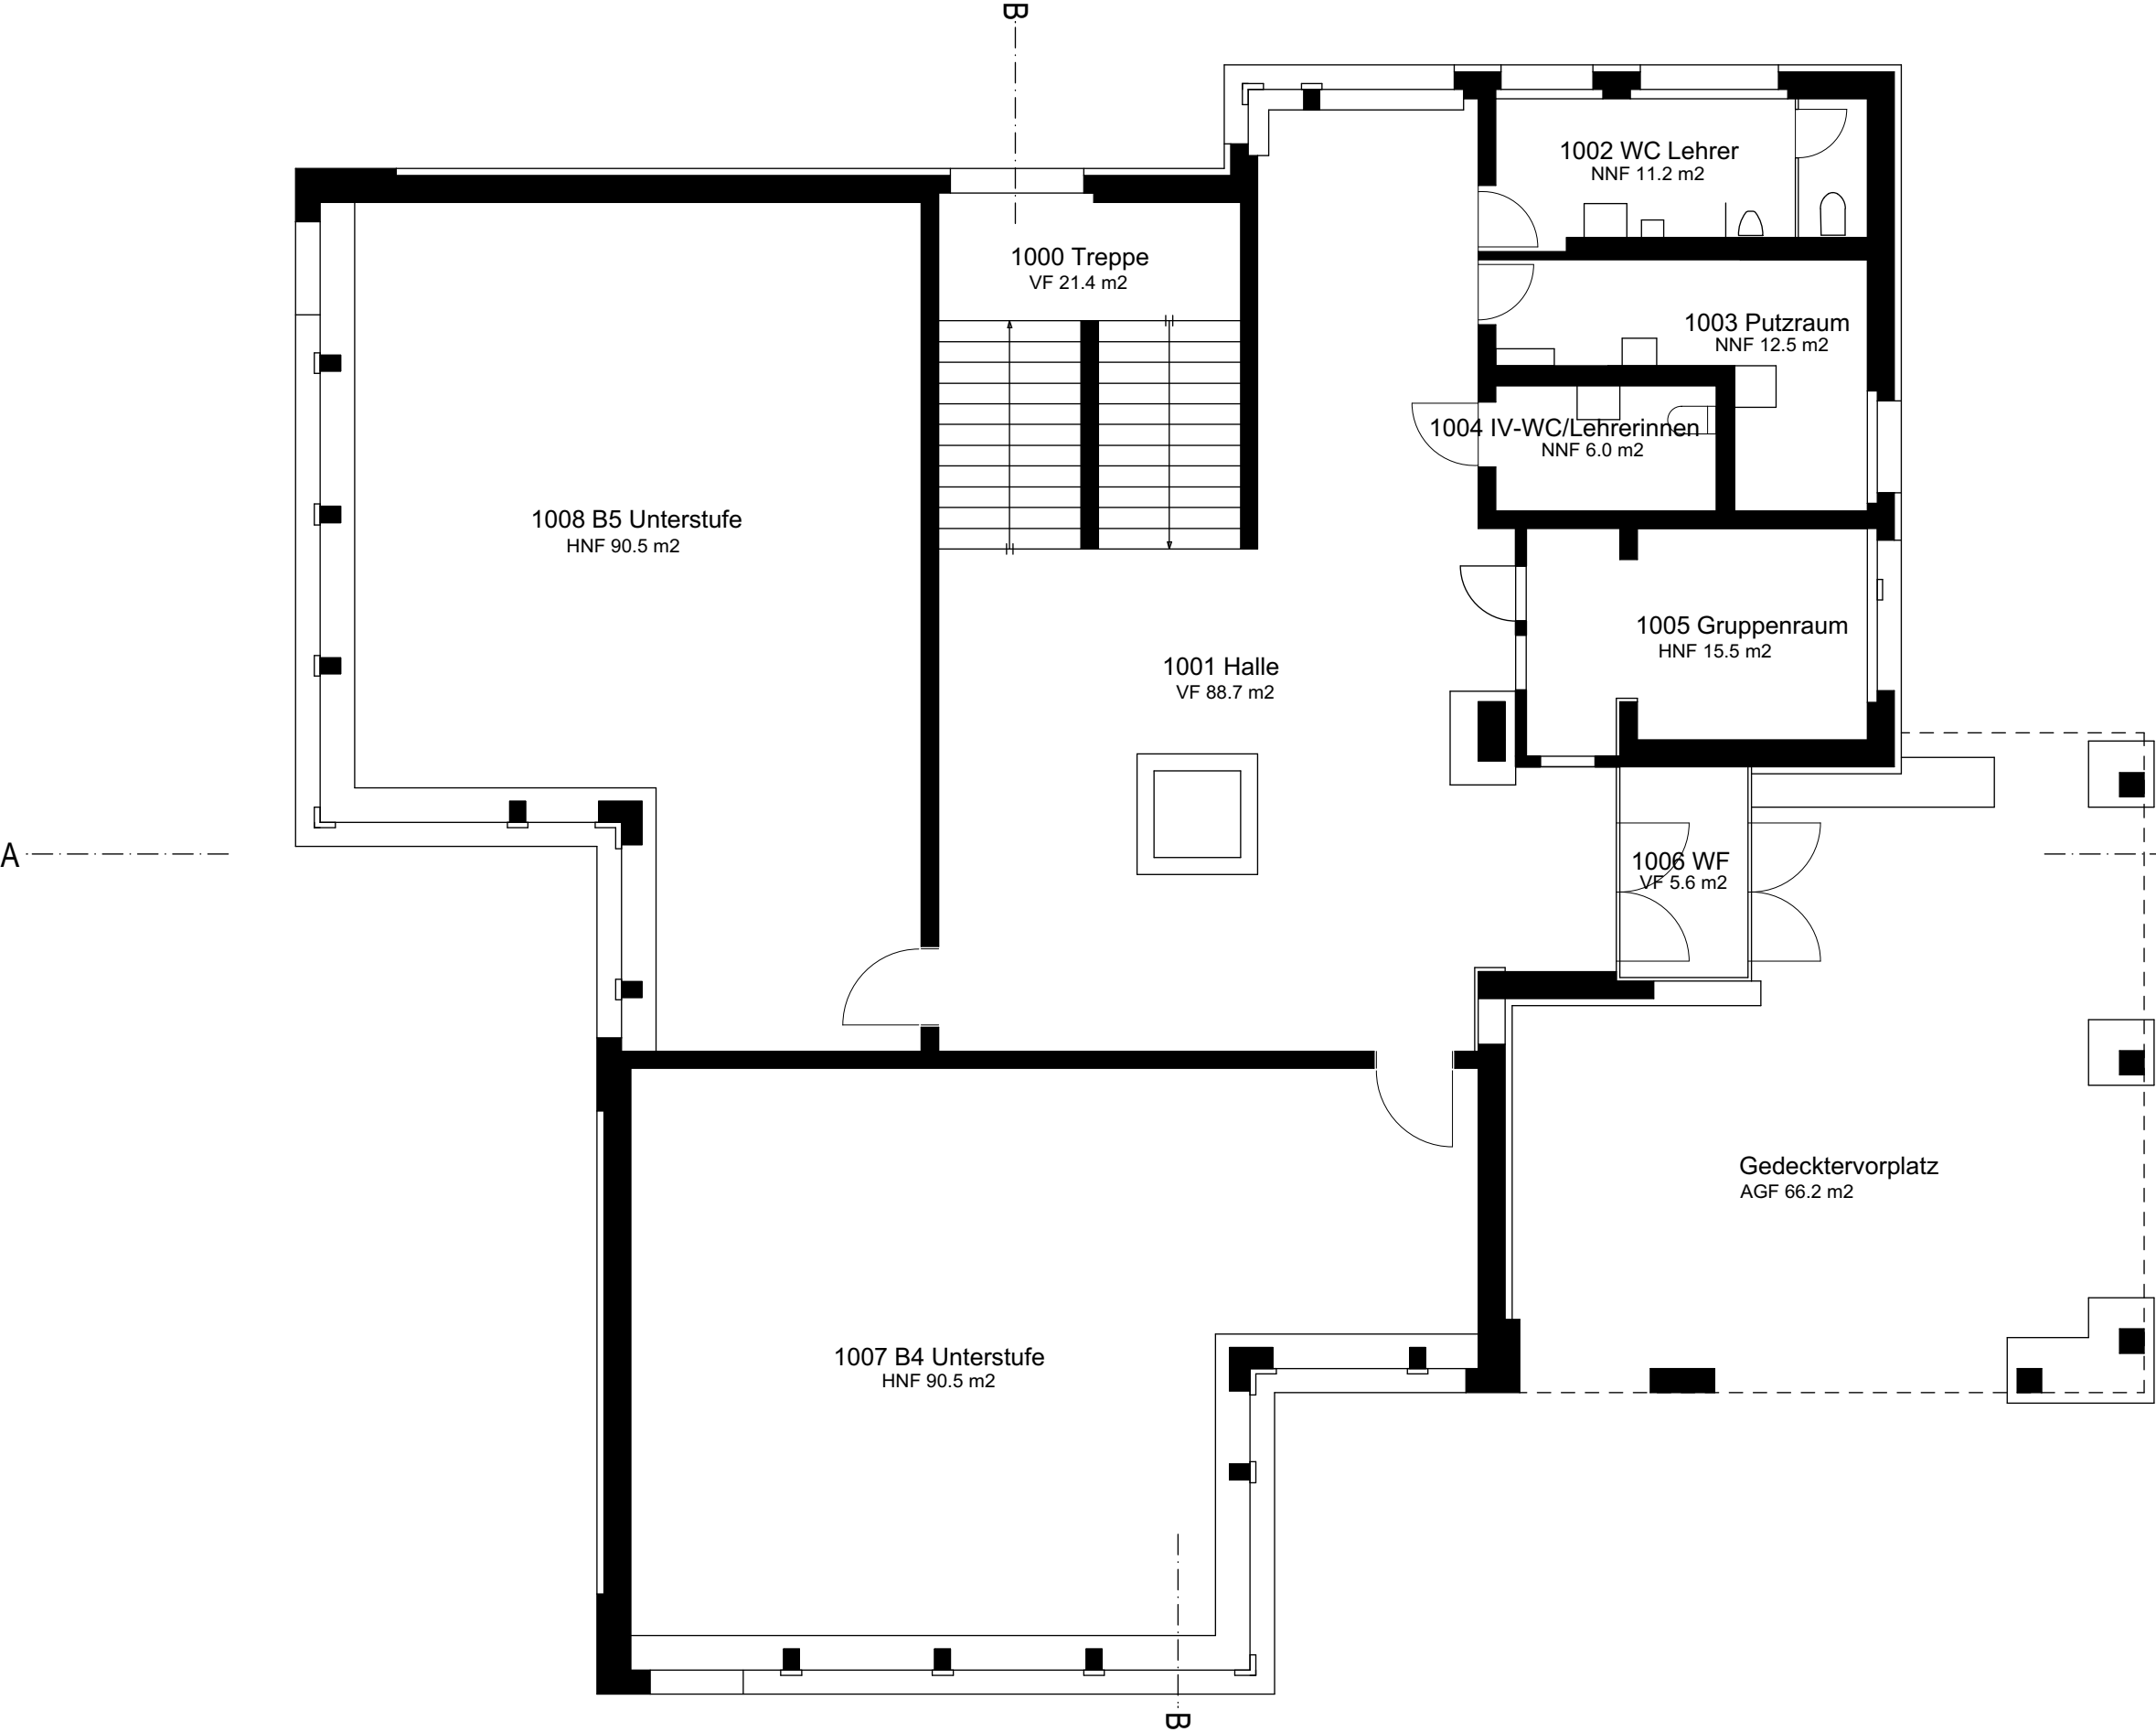 B
1002 WC Lehrer
NNF 11.2 m2
1000 Treppe
VF 21.4 m2
1003 Putzraum
NNF 12.5 m2
1004 IV-WC/Lehrerinnen
NNF 6.0 m2
1008 B5 Unterstufe
HNF 90.5 m2
1005 Gruppenraum
HNF 15.5 m2
1001 Halle
VF 88.7 m2
A
1006 WF
VF 5.6 m2
Gedecktervorplatz
AGF 66.2 m2
1007 B4 Unterstufe
HNF 90.5 m2
B